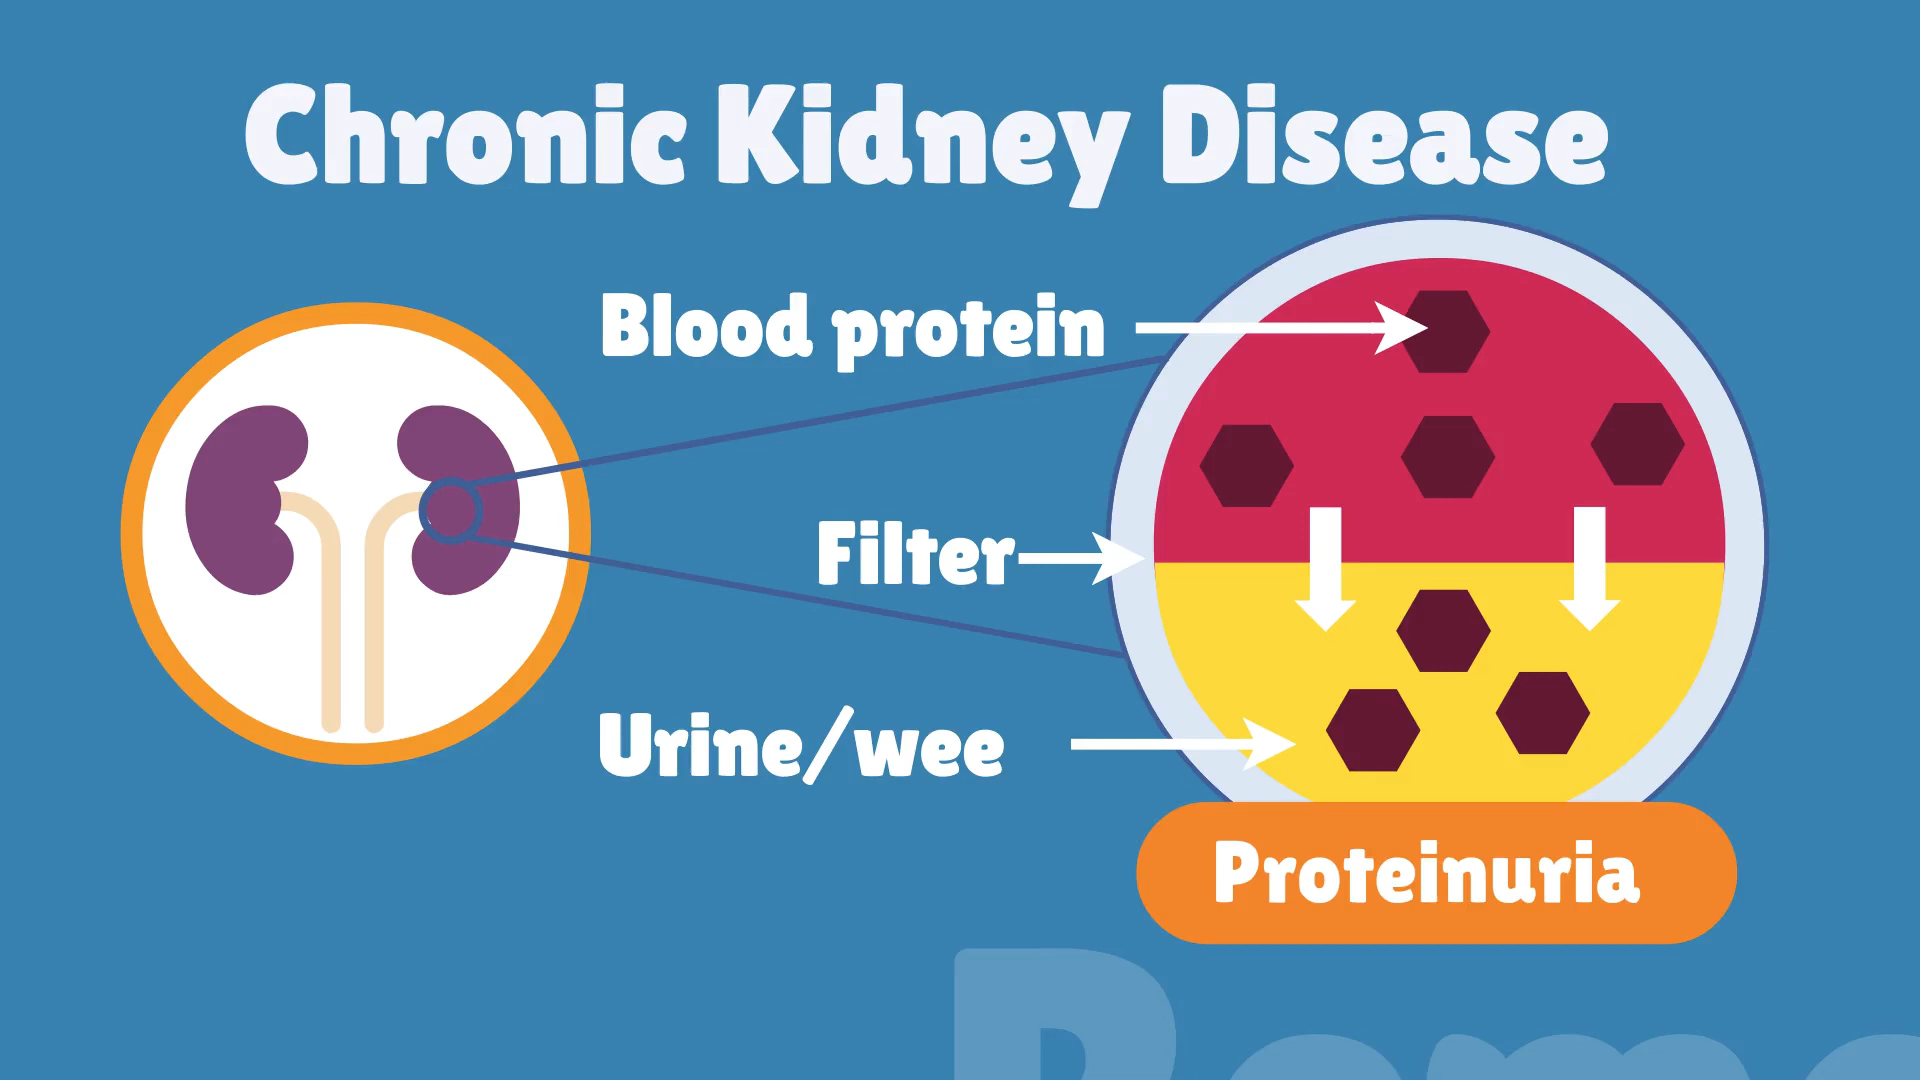 Chronic Kidney Disease
Blood protein
Filter
Urine/wee
Proteinuria